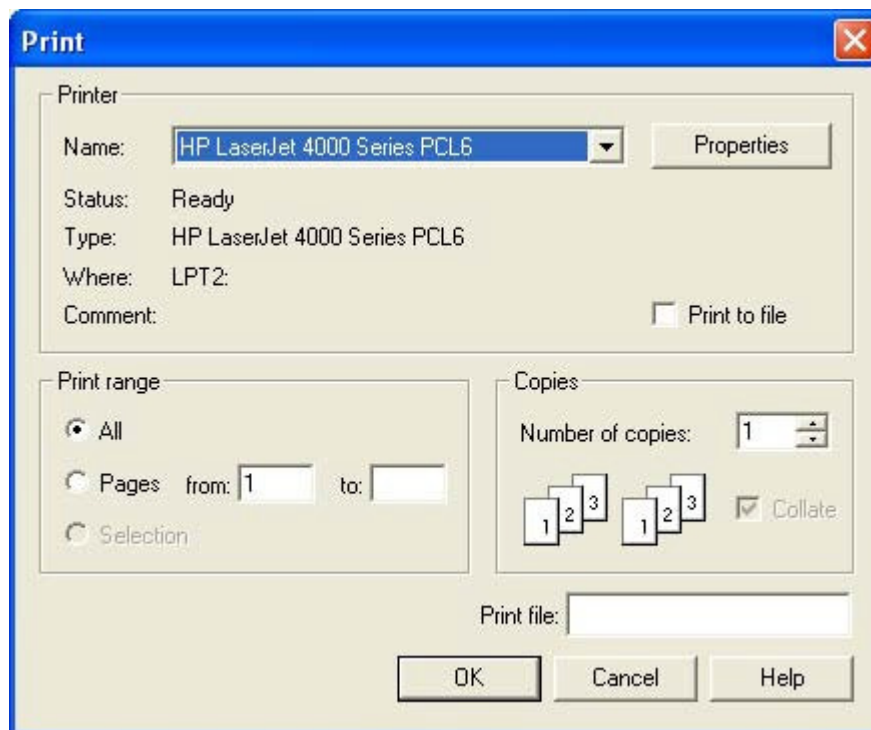 Print
Printer
Name: HP LaserJet 4000 Series PCL6 Properties
Status: Ready
Type: HP LaserJet 4000 Series PCL6
Where: LPT2:
Comment: Print to file
Print range
All
Pages from: 1 to:
Selection
Copies
Number of copies: 1
1 2 3 1 2 3 Collate
Print file:
OK Cancel Help